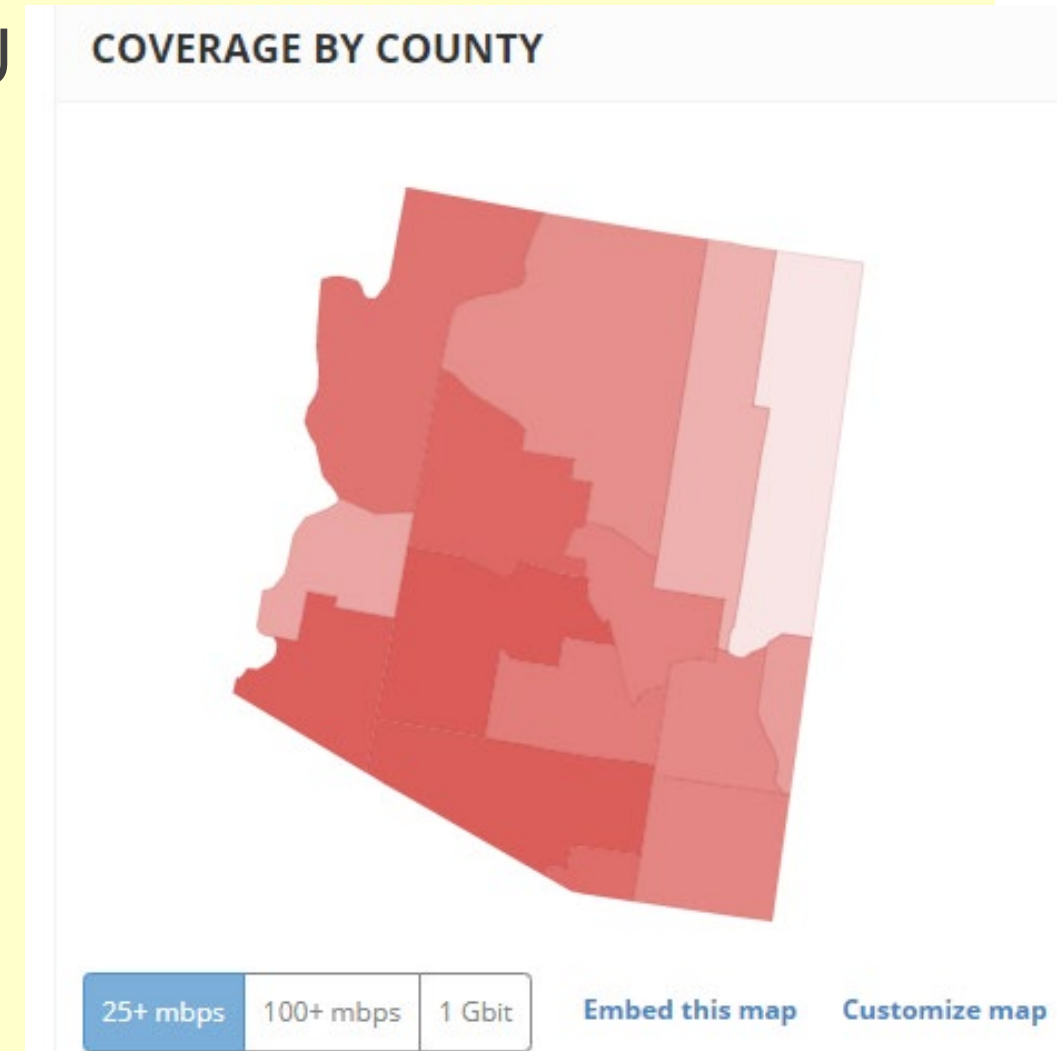 COVERAGE BY COUNTY
25+ mbps
100+ mbps
1 Gbit
Embed this map
Customize map